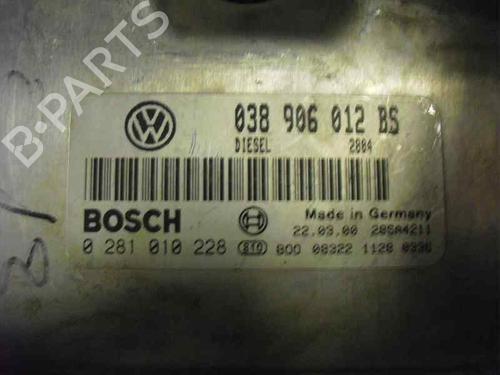 B-PARTS
038 906 012 BS
DIESEL 2884
BOSCH
Made in Germany
22.03.00 28SA4211
0 281 010 228 810 800 08322 1128